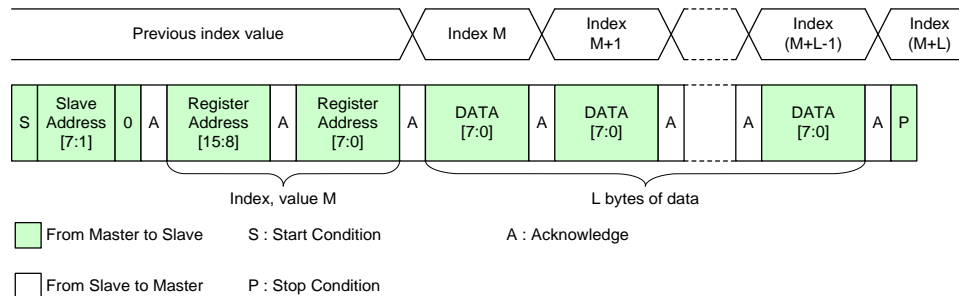 Previous index value
Index M
Index
M+1
Index
(M+L-1)
Index
(M+L)
S
Slave
Address
[7:1]
0
A
Register
Address
[15:8]
A
Register
Address
[7:0]
A
DATA
[7:0]
A
DATA
[7:0]
A
A
DATA
[7:0]
A
P
Index, value M
L bytes of data
From Master to Slave
S : Start Condition
A : Acknowledge
From Slave to Master
P : Stop Condition